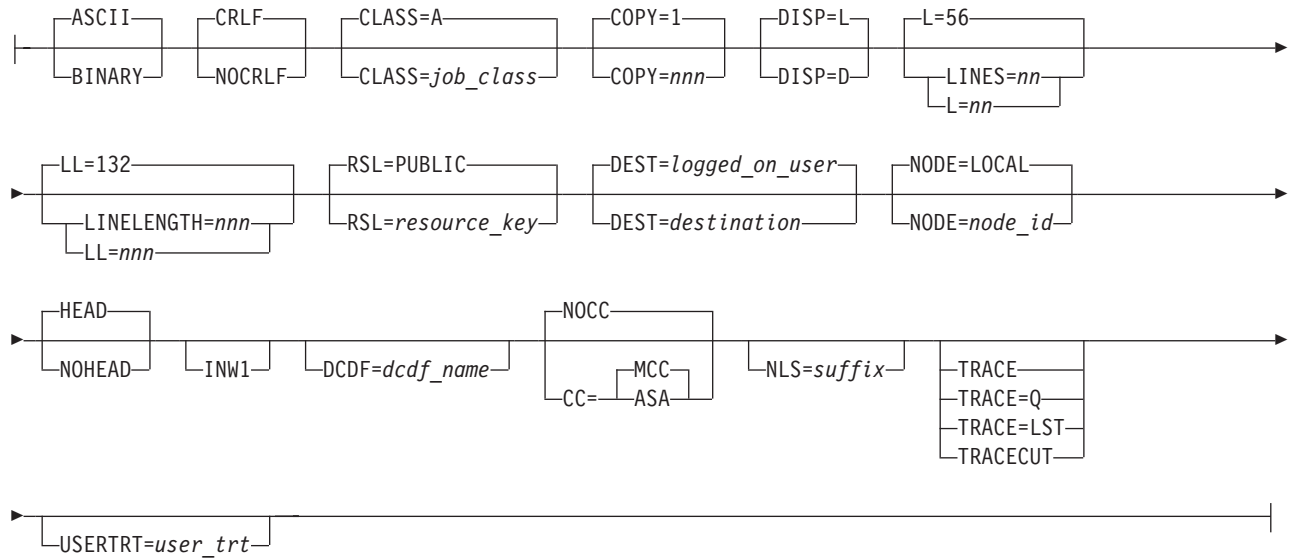 ASCII CRLF CLASS=A COPY=1 DISP=L L=56
BINARY NOCRLF CLASS=job_class COPY=nnn DISP=D LINES=nn
L=nn
LL=132 RSL=PUBLIC DEST=logged_on_user NODE=LOCAL
LINELENGTH=nnn RSL=resource_key DEST=destination NODE=node_id
LL=nnn
HEAD NOCC
NOHEAD INW1 DCDF=dcdf_name MCC NLS=suffix TRACE
CC= ASA TRACE=Q
TRACE=LST
TRACECUT
USERTRT=user_trt